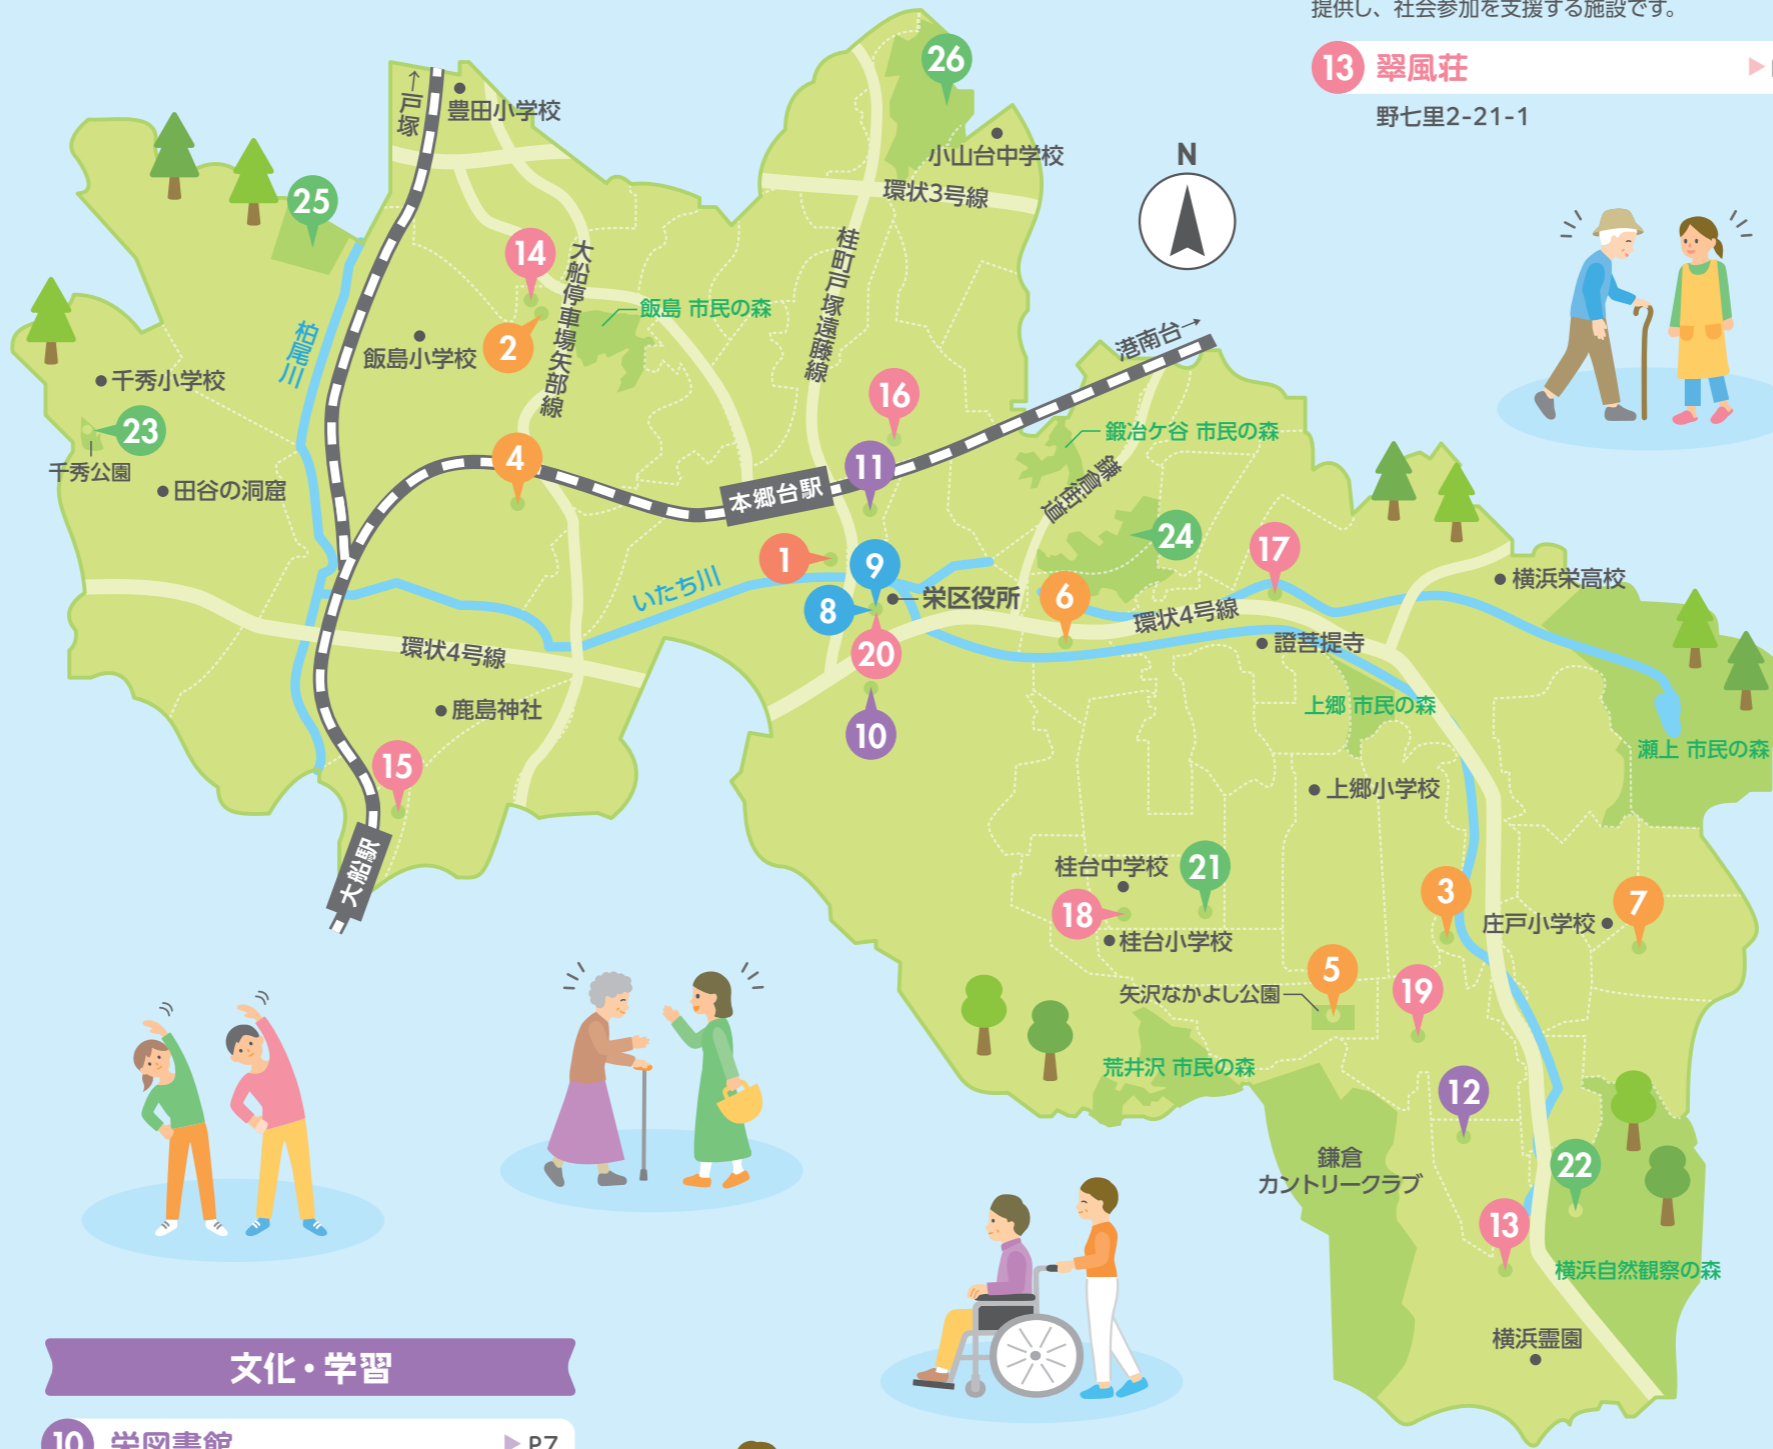 提供し、社会参加を支援する施設です。
13 翠風荘
野七里2-21-1
N
26
小山台中学校
環状3号線
↑戸塚
豊田小学校
25
14
大船停車場矢部線
飯島 市民の森
桂町戸塚遠藤線
柏尾川
飯島小学校
2
港南台→
千秀小学校
23
千秀公園
田谷の洞窟
16
鍛冶ケ谷 市民の森
鎌倉街道
4
11
本郷台駅
24
17
1
9
いたち川
栄区役所
8
6
環状4号線
横浜栄高校
20
證菩提寺
環状4号線
鹿島神社
10
上郷 市民の森
瀬上 市民の森
15
上郷小学校
大船駅
桂台中学校
21
18
桂台小学校
3
庄戸小学校
7
5
矢沢なかよし公園
19
荒井沢 市民の森
12
鎌倉
カントリークラブ
22
13
横浜自然観察の森
横浜霊園
文化・学習
10 栄図書館 P7